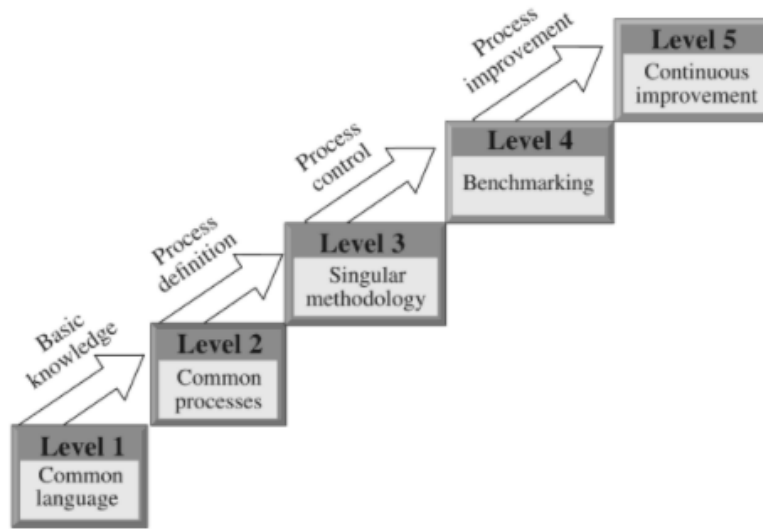 Level 5
Continuous
improvement
Process
improvement
Level 4
Benchmarking
Process
control
Level 3
Singular
methodology
Process
definition
Level 2
Common
processes
Basic
knowledge
Level 1
Common
language